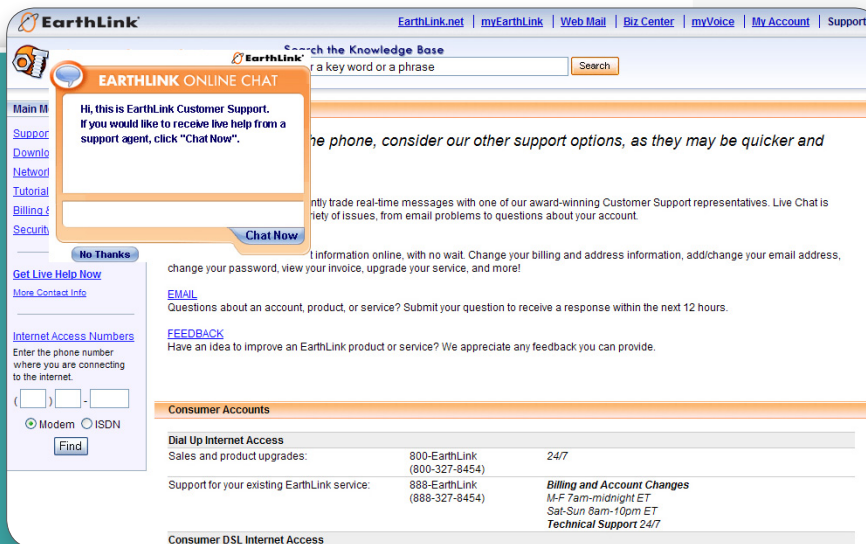 EarthLink
EarthLink.net | myEarthLink | Web Mail | Biz Center | myVoice | My Account | Support
Search the Knowledge Base
r a key word or a phrase
Search
EarthLink
EARTHLINK ONLINE CHAT
Hi, this is EarthLink Customer Support.
If you would like to receive live help from a
support agent, click "Chat Now".
Chat Now
No Thanks
Main M
Suppor
Downlo
Networ
Tutorial
Billing &
Security
Get Live Help Now
More Contact Info
Internet Access Numbers
Enter the phone number
where you are connecting
to the internet.
( ) -
Modem ISDN
Find
he phone, consider our other support options, as they may be quicker and
ntly trade real-time messages with one of our award-winning Customer Support representatives. Live Chat is
riety of issues, from email problems to questions about your account.
t information online, with no wait. Change your billing and address information, add/change your email address,
change your password, view your invoice, upgrade your service, and more!
EMAIL
Questions about an account, product, or service? Submit your question to receive a response within the next 12 hours.
FEEDBACK
Have an idea to improve an EarthLink product or service? We appreciate any feedback you can provide.
Consumer Accounts
Dial Up Internet Access
Sales and product upgrades: 800-EarthLink 24/7
(800-327-8454)
Support for your existing EarthLink service: 888-EarthLink Billing and Account Changes
(888-327-8454) M-F 7am-midnight ET
Sat-Sun 8am-10pm ET
Technical Support 24/7
Consumer DSL Internet Access